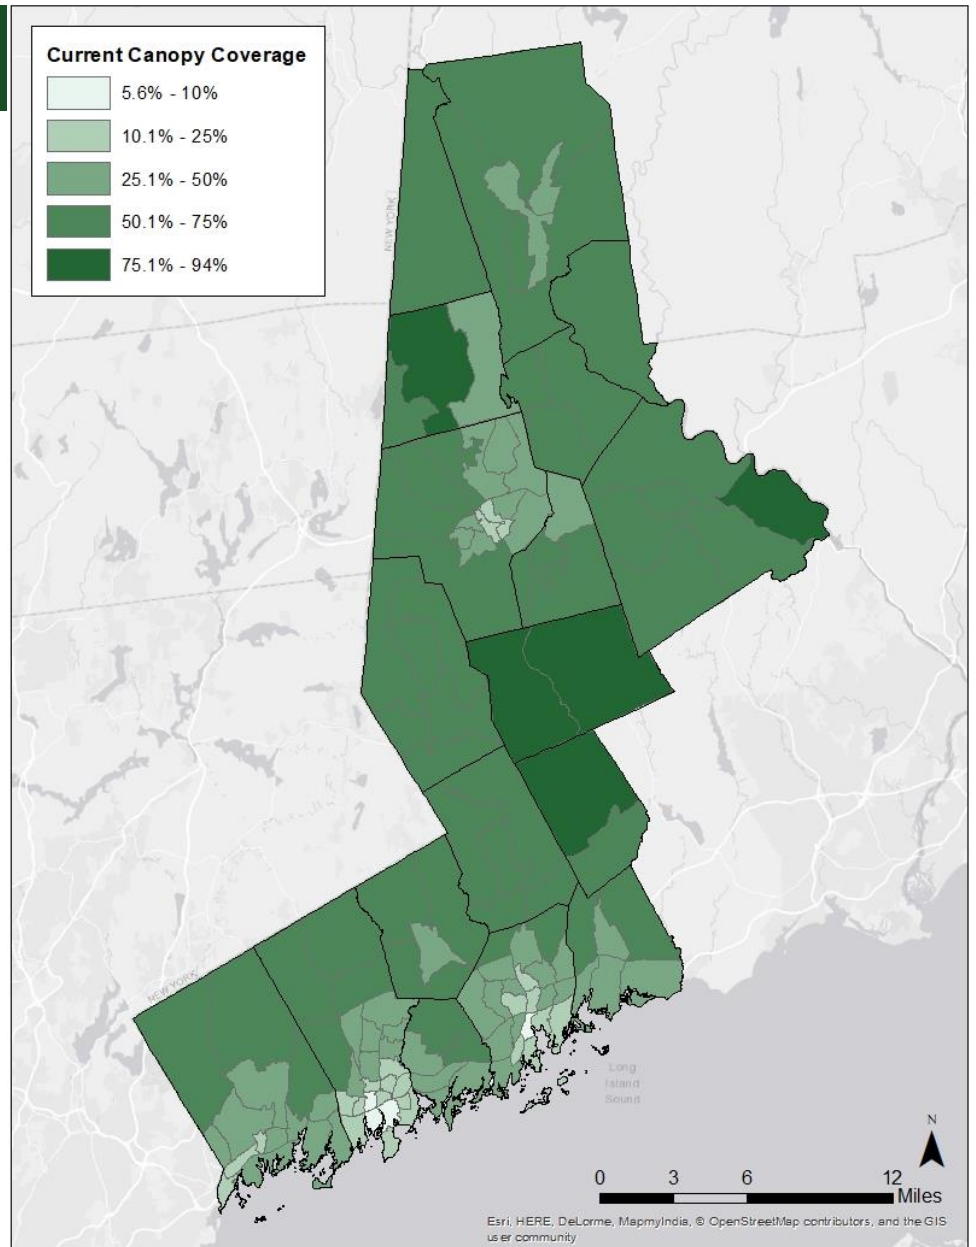 Current Canopy Coverage
5.6% - 10%
10.1% - 25%
25.1% - 50%
50.1% - 75%
75.1% - 94%
NEW YORK
NEW YORK
Long
Island
Sound
N
0 3 6 12
Miles
Esri, HERE, DeLorme, MapmyIndia, © OpenStreetMap contributors, and the GIS
user community